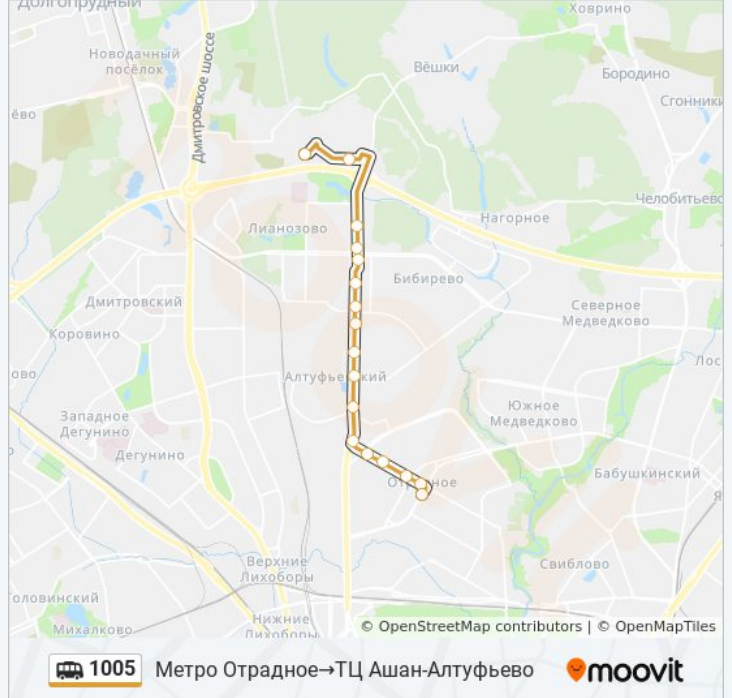 Долгопрудный
Ховрино
Новодачный
посёлок
Дмитровское шоссе
Вёшки
Бородино
Сгонники
ёво
Челобитьево
Лианозово
Нагорное
Бибирево
Дмитровский
Северное
Медведково
Коровино
Лос
ово
Алтуфьевский
Западное
Дегунино
Южное
Медведково
Дегунино
Бабушкинский
Отрадное
Я
Верхние
Лихоборы
Свиблово
оловинский
Нижние
Лихоборы
Михалково
© OpenStreetMap contributors | © OpenMapTiles
1005 Метро Отрадное→ТЦ Ашан-Алтуфьево moovit